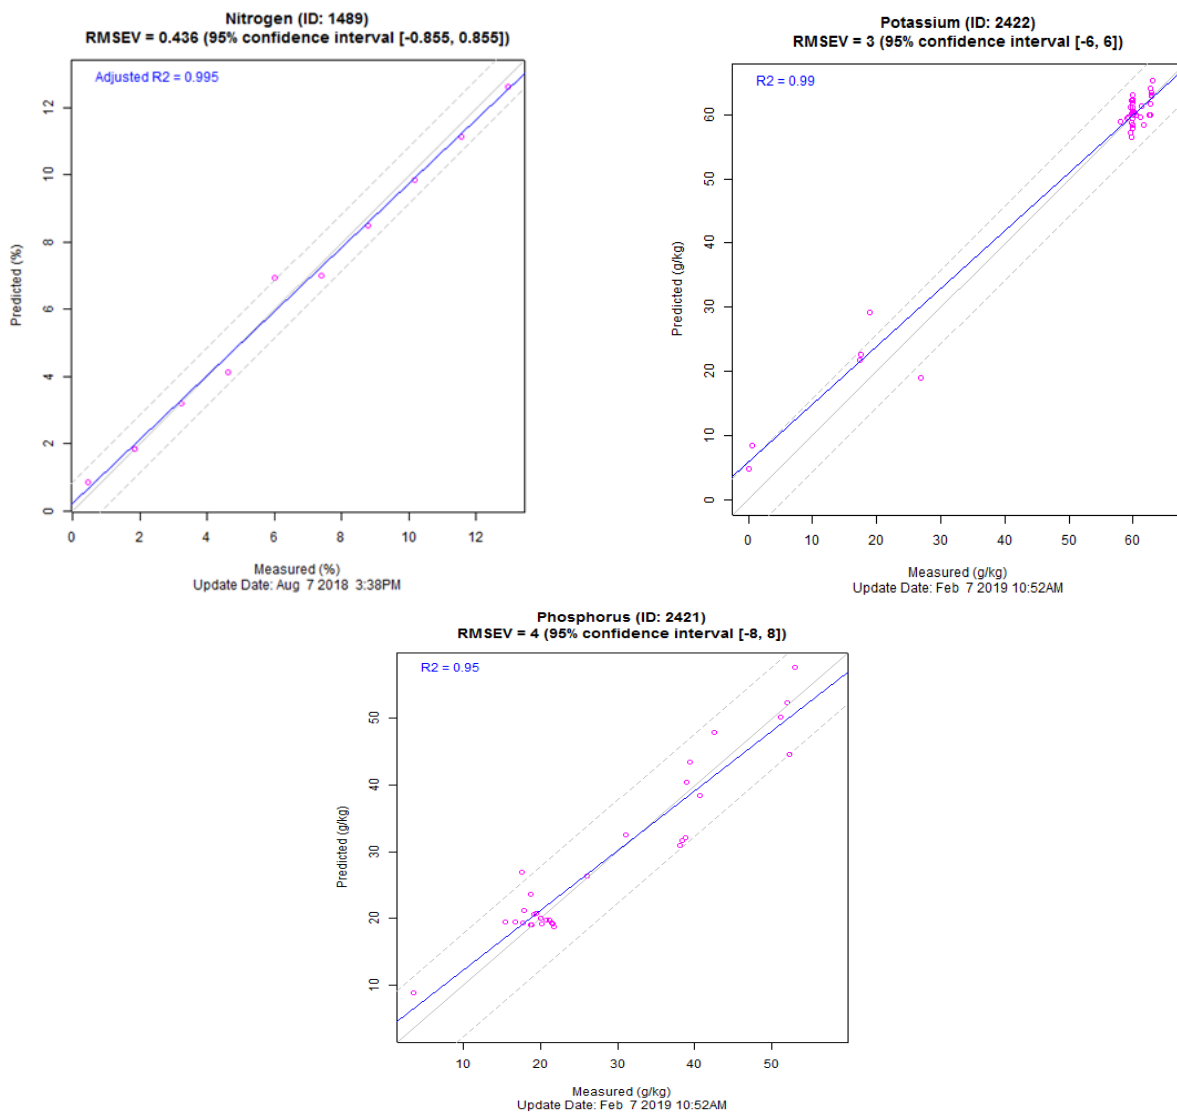 Nitrogen (ID: 1489)
RMSEV = 0.436 (95% confidence interval [-0.855, 0.855])
Adjusted R2 = 0.995
12
10
8
6
4
2
0
Predicted (%)
0 2 4 6 8 10 12
Measured (%)
Update Date: Aug 7 2018 3:38PM
Potassium (ID: 2422)
RMSEV = 3 (95% confidence interval [-6, 6])
R2 = 0.99
60
50
40
30
20
10
0
Predicted (g/kg)
0 10 20 30 40 50 60
Measured (g/kg)
Update Date: Feb 7 2019 10:52AM
Phosphorus (ID: 2421)
RMSEV = 4 (95% confidence interval [-8, 8])
R2 = 0.95
50
40
30
20
10
Predicted (g/kg)
10 20 30 40 50
Measured (g/kg)
Update Date: Feb 7 2019 10:52AM